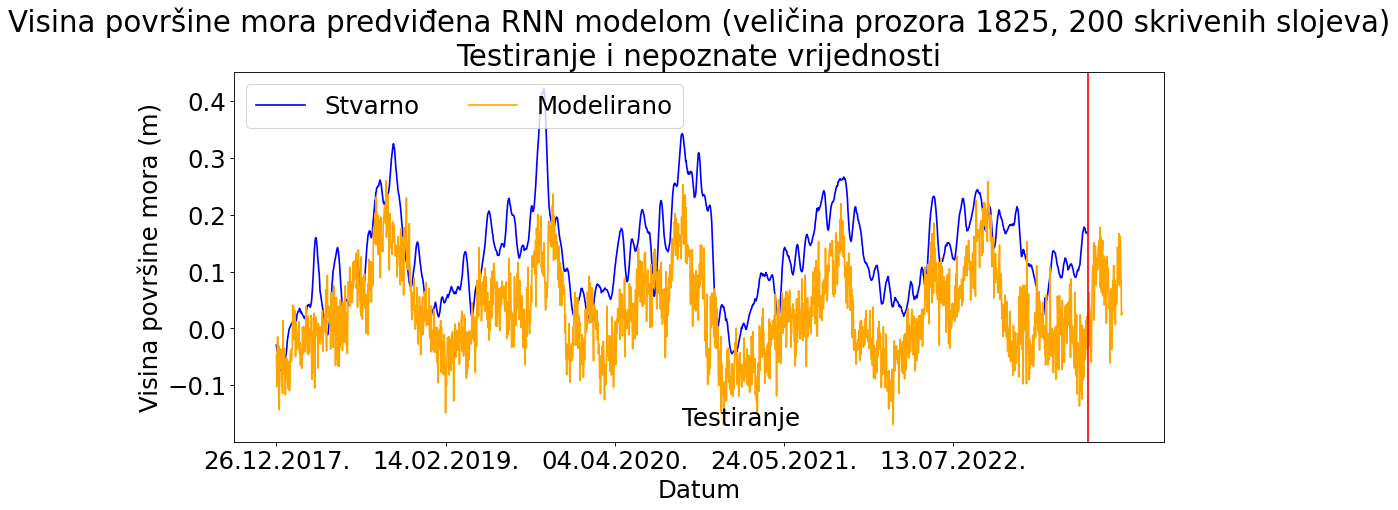 Visina površine mora predviđena RNN modelom (veličina prozora 1825, 200 skrivenih slojeva)
Testiranje i nepoznate vrijednosti
Stvarno Modelirano
0.4
0.3
0.2
0.1
0.0
−0.1
Visina površine mora (m)
Testiranje
26.12.2017. 14.02.2019. 04.04.2020. 24.05.2021. 13.07.2022.
Datum